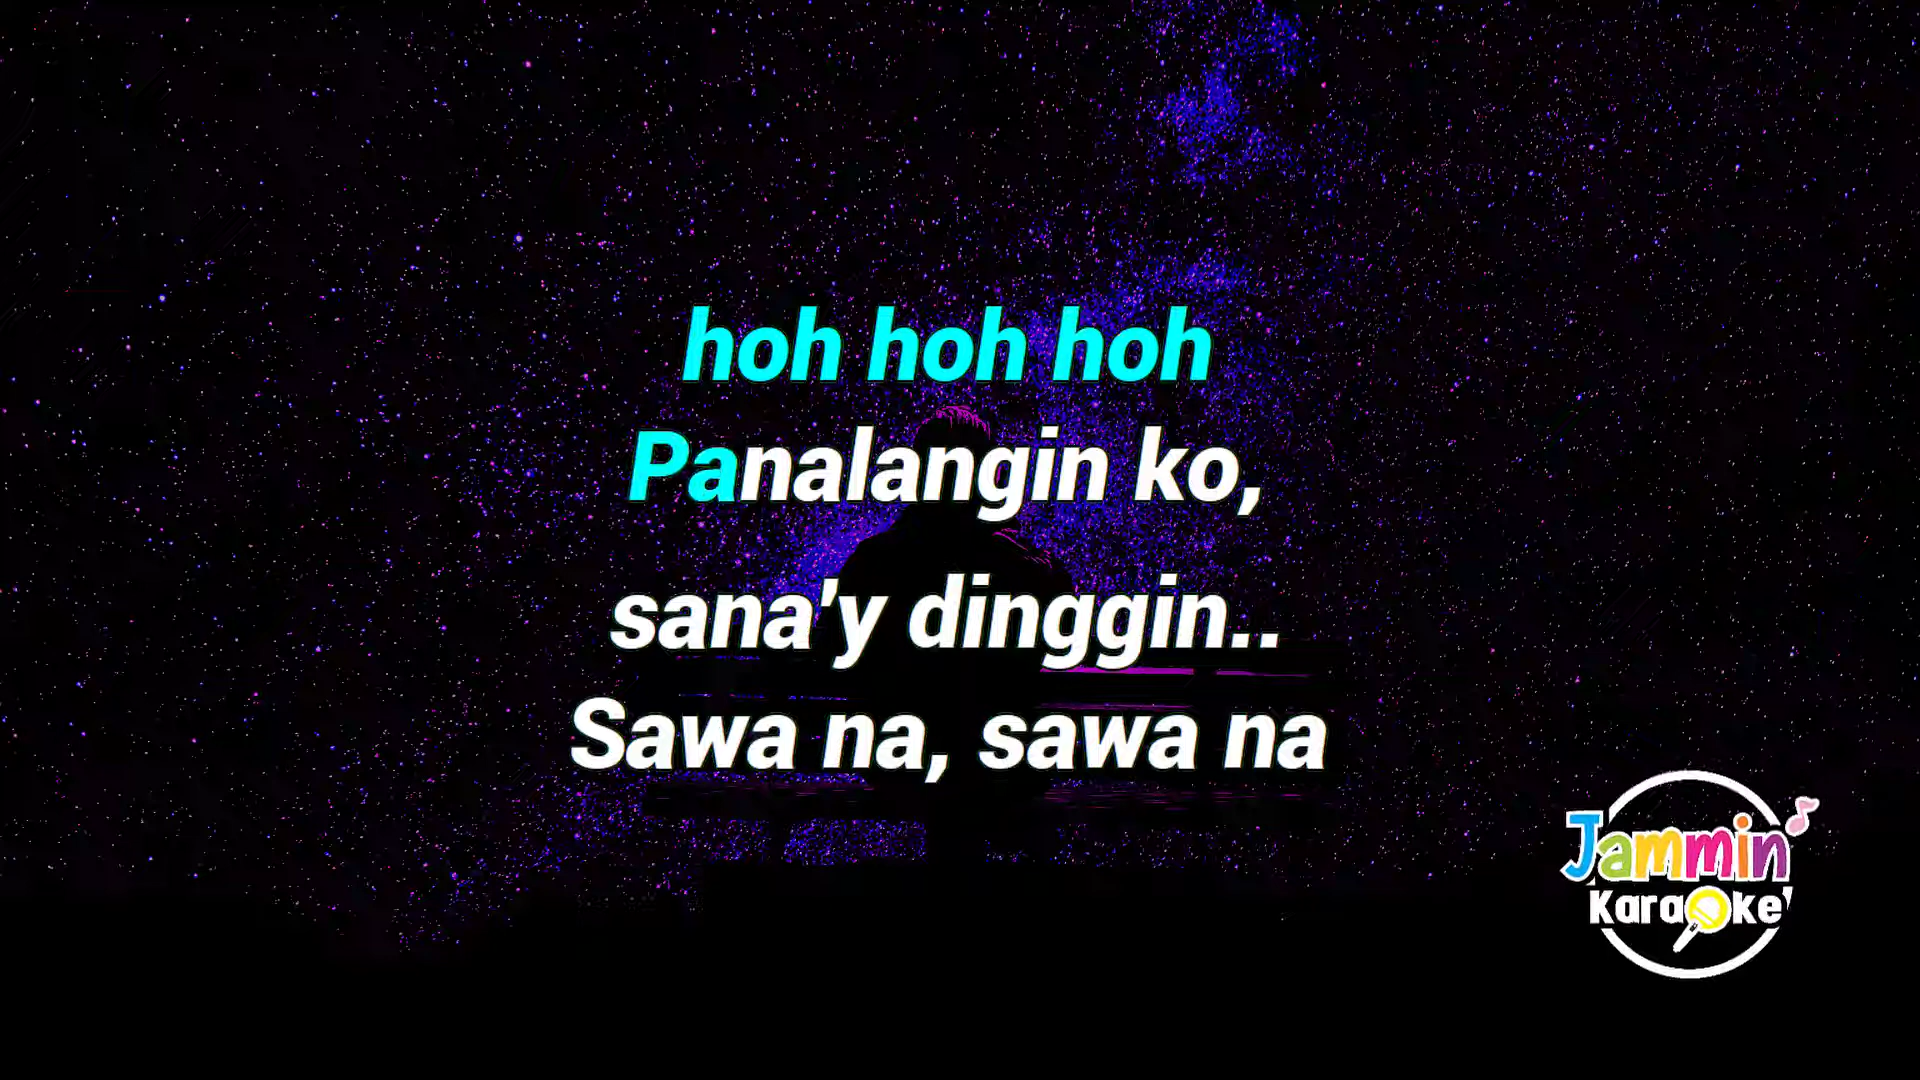 hoh hoh hoh
Panalangin ko,
sana'y dinggin..
Sawa na, sawa na
Jammin'
Karaoke